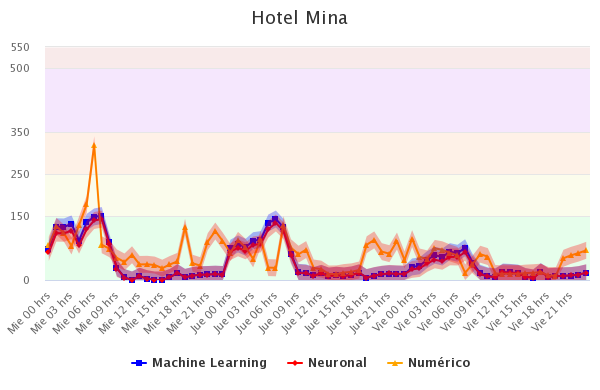 Hotel Mina
550
500
350
250
150
0
Mie 00 hrs
Mie 03 hrs
Mie 06 hrs
Mie 09 hrs
Mie 12 hrs
Mie 15 hrs
Mie 18 hrs
Mie 21 hrs
Jue 00 hrs
Jue 03 hrs
Jue 06 hrs
Jue 09 hrs
Jue 12 hrs
Jue 15 hrs
Jue 18 hrs
Jue 21 hrs
Vie 00 hrs
Vie 03 hrs
Vie 06 hrs
Vie 09 hrs
Vie 12 hrs
Vie 15 hrs
Vie 18 hrs
Vie 21 hrs
Machine Learning Neuronal Numérico